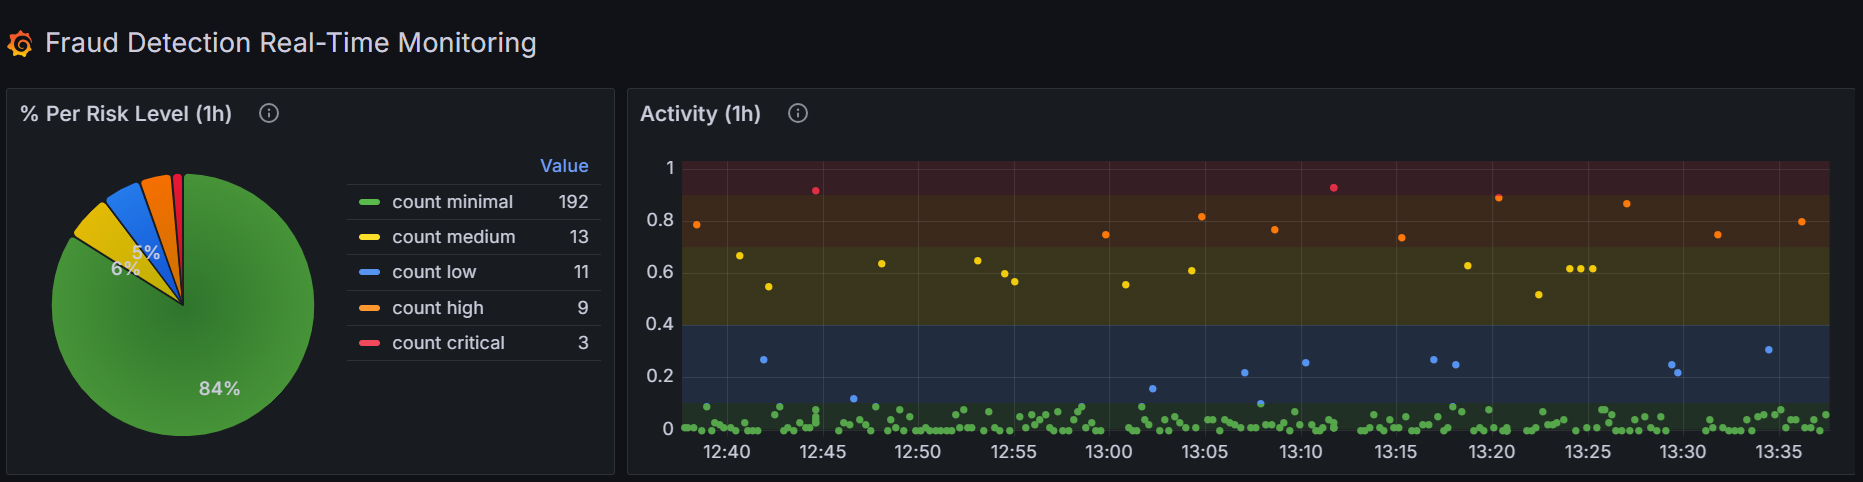 Fraud Detection Real-Time Monitoring
% Per Risk Level (1h)
Value
count minimal 192
count medium 13
count low 11
count high 9
count critical 3
5%
6%
84%
Activity (1h)
1
0.8
0.6
0.4
0.2
0
12:40 12:45 12:50 12:55 13:00 13:05 13:10 13:15 13:20 13:25 13:30 13:35